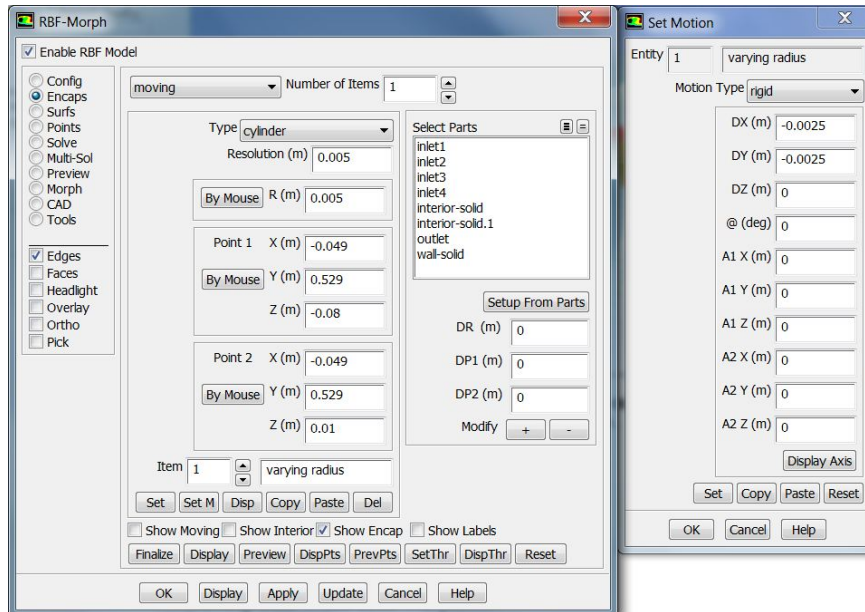 RBF-Morph
Enable RBF Model
Config
Encaps
Surfs
Points
Solve
Multi-Sol
Preview
Morph
CAD
Tools
Edges
Faces
Headlight
Overlay
Ortho
Pick
moving
Number of Items 1
Type cylinder
Resolution (m) 0.005
By Mouse R (m) 0.005
Point 1 X (m) -0.049
By Mouse Y (m) 0.529
Z (m) -0.08
Point 2 X (m) -0.049
By Mouse Y (m) 0.529
Z (m) 0.01
Item 1 varying radius
Set Set M Disp Copy Paste Del
Select Parts
inlet1
inlet2
inlet3
inlet4
interior-solid
interior-solid.1
outlet
wall-solid
Setup From Parts
DR (m) 0
DP1 (m) 0
DP2 (m) 0
Modify + -
Show Moving Show Interior Show Encap Show Labels
Finalize Display Preview DispPts PrevPts SetThr DispThr Reset
OK Display Apply Update Cancel Help
Set Motion
Entity 1 varying radius
Motion Type rigid
DX (m) -0.0025
DY (m) -0.0025
DZ (m) 0
@ (deg) 0
A1 X (m) 0
A1 Y (m) 0
A1 Z (m) 0
A2 X (m) 0
A2 Y (m) 0
A2 Z (m) 0
Display Axis
Set Copy Paste Reset
OK Cancel Help